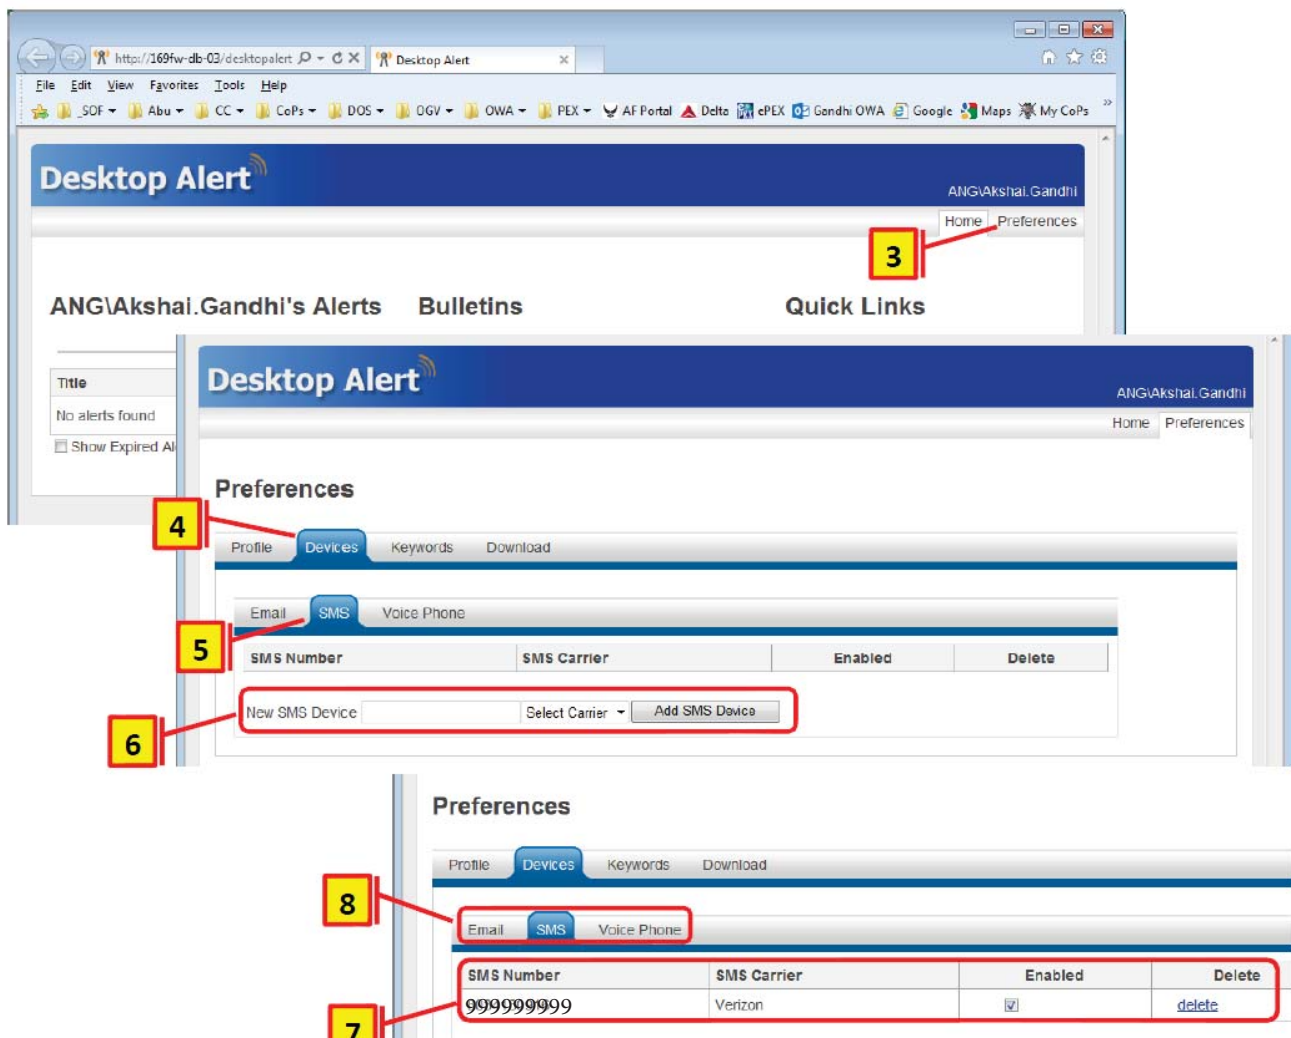 http://169fw-db-03/desktopalert
Desktop Alert
File Edit View Favorites Tools Help
_SOF Abu CC CoPs DOS OGV OWA PEX AF Portal Delta ePEX Gandhi OWA Google Maps My CoPs »
Desktop Alert
ANG\Akshai.Gandhi
Home Preferences
3
ANG\Akshai.Gandhi's Alerts Bulletins Quick Links
Title
No alerts found
Show Expired Al
Desktop Alert
ANG\Akshai.Gandhi
Home Preferences
Preferences
4
Profile Devices Keywords Download
Email SMS Voice Phone
5
SMS Number SMS Carrier Enabled Delete
New SMS Device Select Carrier Add SMS Device
6
Preferences
Profile Devices Keywords Download
8
Email SMS Voice Phone
SMS Number SMS Carrier Enabled Delete
999999999 Verizon delete
7